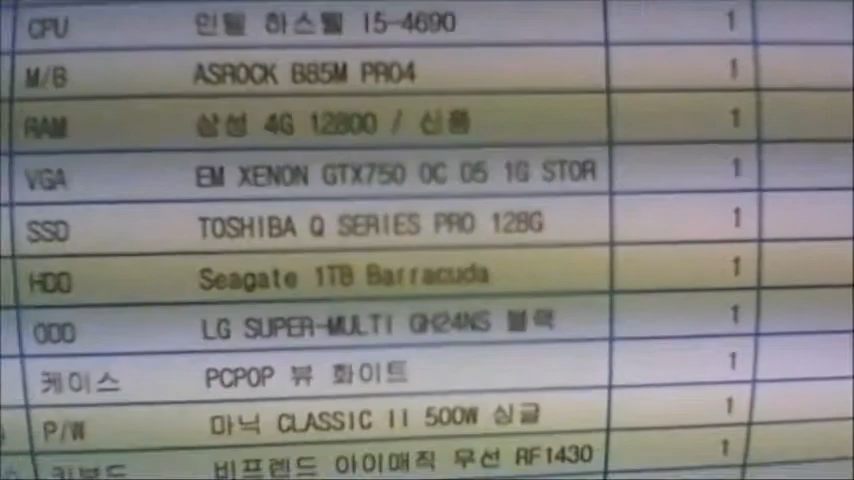 CPU 인텔 하스웰 I5-4690 1
M/B ASROCK B85M PRO4 1
RAM 삼성 4G 12800 / 신품 1
VGA EM XENON GTX750 OC D5 1G STOR 1
SSD TOSHIBA Q SERIES PRO 128G 1
HDD Seagate 1TB Barracuda 1
ODD LG SUPER-MULTI GH24NS 블랙 1
케이스 PCPOP 뷰 화이트 1
P/W 마닉 CLASSIC II 500W 싱글 1
키보드 비프렌드 아이매직 무선 RF1430 1